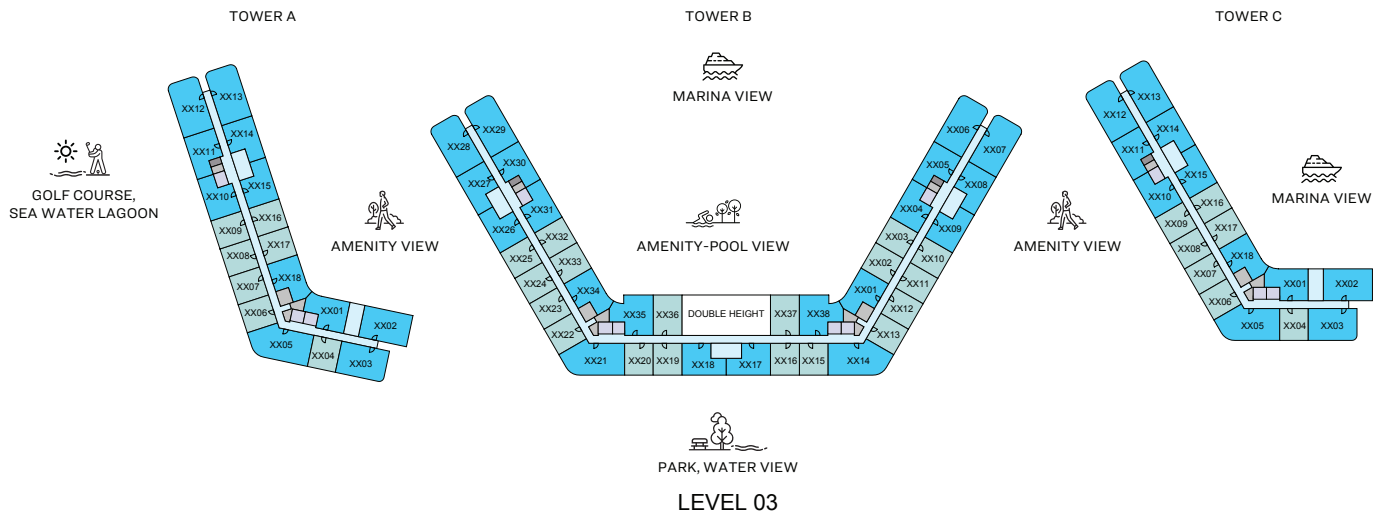 TOWER A
TOWER B
TOWER C
MARINA VIEW
GOLF COURSE,
SEA WATER LAGOON
AMENITY VIEW
AMENITY-POOL VIEW
AMENITY VIEW
MARINA VIEW
XX13
XX12
XX14
XX11
XX15
XX10
XX16
XX09
XX17
XX08
XX18
XX07
XX06
XX01
XX02
XX05
XX04
XX03
XX29
XX28
XX30
XX27
XX31
XX26
XX32
XX25
XX33
XX24
XX34
XX23
XX22
XX35
XX36
DOUBLE HEIGHT
XX37
XX38
XX21
XX20
XX19
XX18
XX17
XX16
XX15
XX14
XX06
XX07
XX05
XX08
XX04
XX09
XX03
XX10
XX02
XX11
XX01
XX12
XX13
XX13
XX12
XX14
XX11
XX15
XX10
XX16
XX09
XX17
XX08
XX18
XX07
XX06
XX01
XX02
XX05
XX04
XX03
PARK, WATER VIEW
LEVEL 03